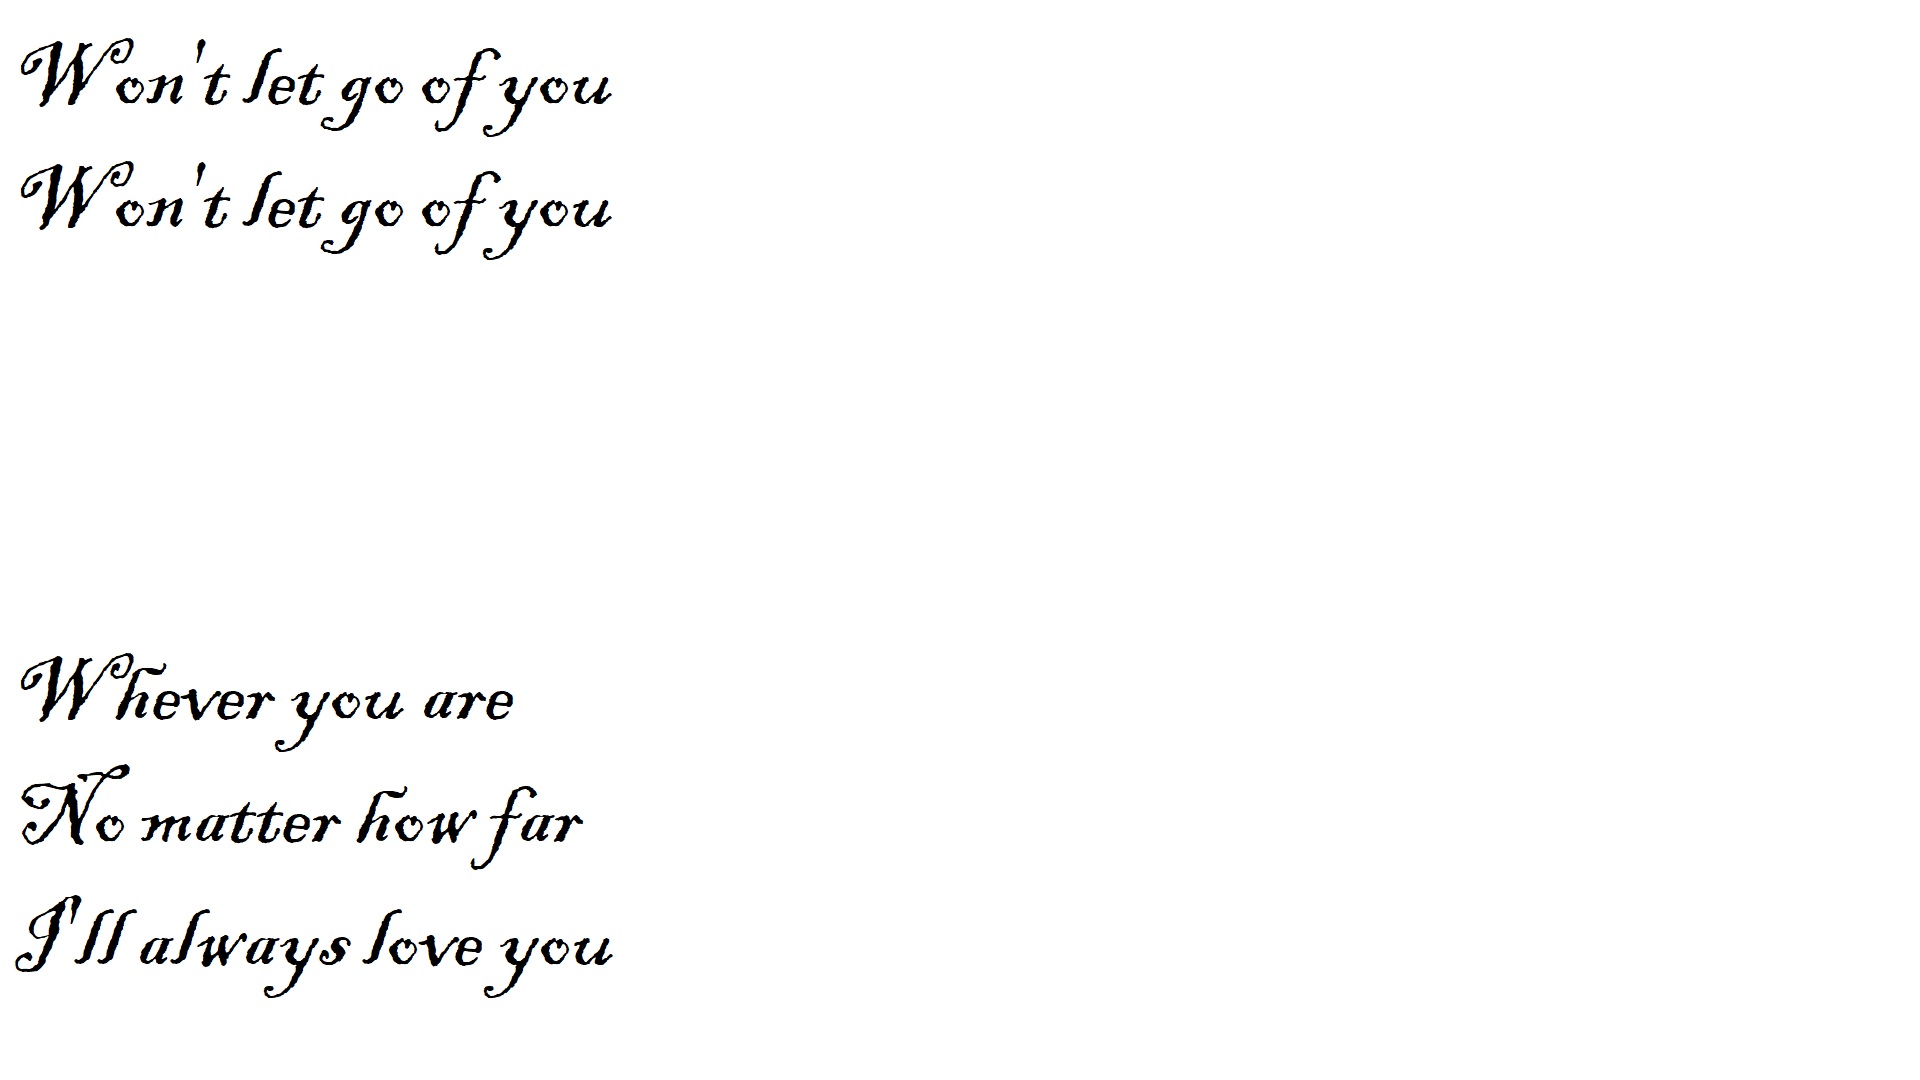 Won't let go of you
Won't let go of you
Whever you are
No matter how far
I'll always love you